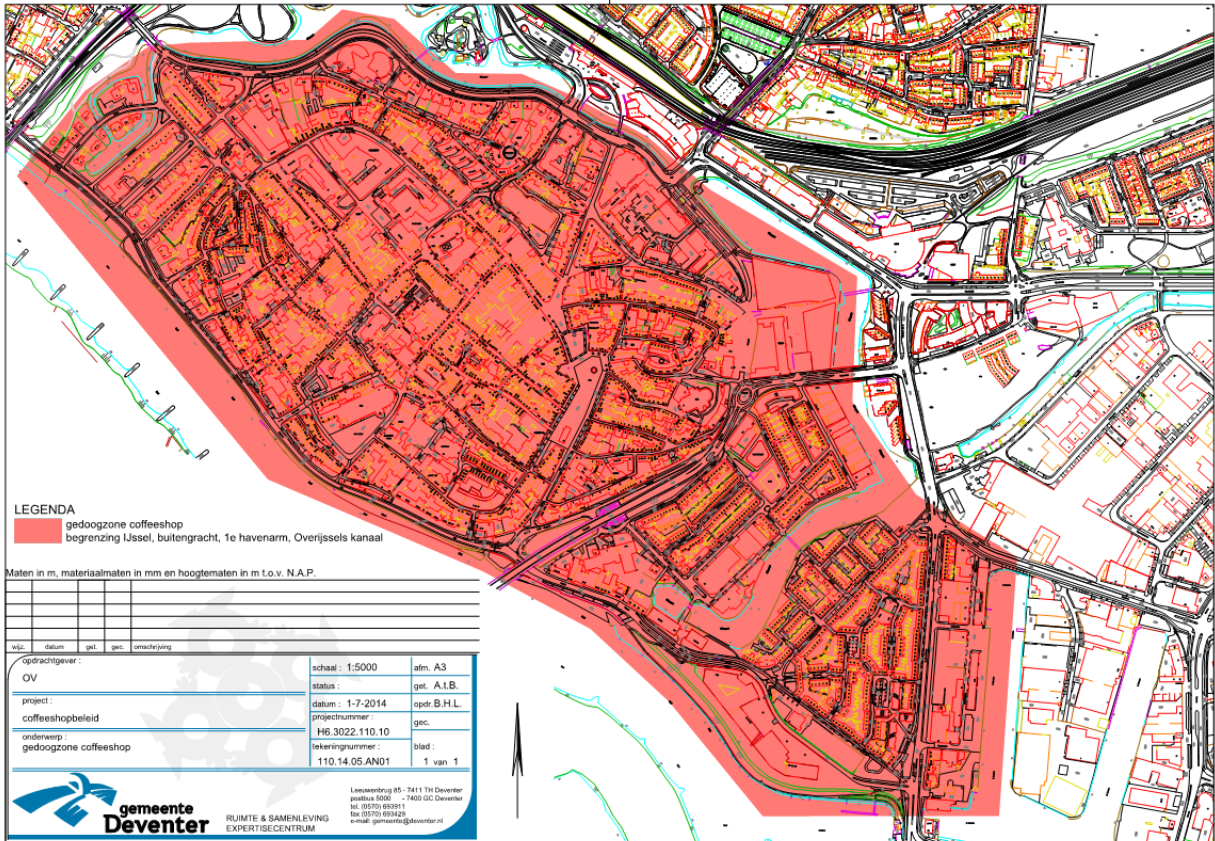 LEGENDA
gedoogzone coffeeshop
begrenzing IJssel, buitengracht, 1e havenarm, Overijssels kanaal
Maten in m, materiaalmaten in mm en hoogtematen in m t.o.v. N.A.P.
wijz. datum get. gec. omschrijving
opdrachtgever :
OV
project :
coffeeshopbeleid
onderwerp :
gedoogzone coffeeshop
schaal : 1:5000
afm. A3
status :
get. A.t.B.
datum : 1-7-2014
opdr. B.H.L.
projectnummer :
gec.
H6.3022.110.10
tekeningnummer :
blad :
110.14.05.AN01
1 van 1
gemeente
Deventer
RUIMTE & SAMENLEVING
EXPERTISECENTRUM
Leeuwenbrug 85 - 7411 TH Deventer
postbus 5000 - 7400 GC Deventer
tel. (0570) 693911
fax (0570) 693429
e-mail: gemeente@deventer.nl